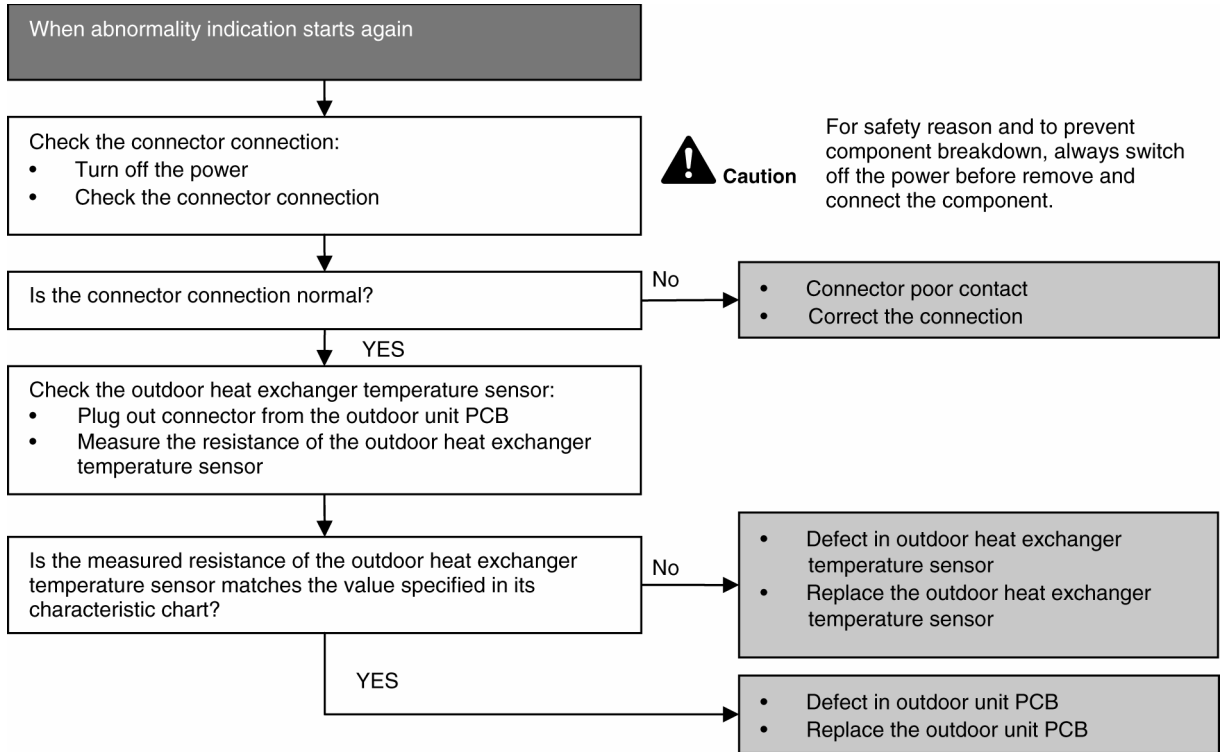 When abnormality indication starts again
Check the connector connection:
• Turn off the power
• Check the connector connection
Caution
For safety reason and to prevent
component breakdown, always switch
off the power before remove and
connect the component.
Is the connector connection normal?
No
• Connector poor contact
• Correct the connection
YES
Check the outdoor heat exchanger temperature sensor:
• Plug out connector from the outdoor unit PCB
• Measure the resistance of the outdoor heat exchanger
temperature sensor
Is the measured resistance of the outdoor heat exchanger
temperature sensor matches the value specified in its
characteristic chart?
No
• Defect in outdoor heat exchanger
temperature sensor
• Replace the outdoor heat exchanger
temperature sensor
YES
• Defect in outdoor unit PCB
• Replace the outdoor unit PCB